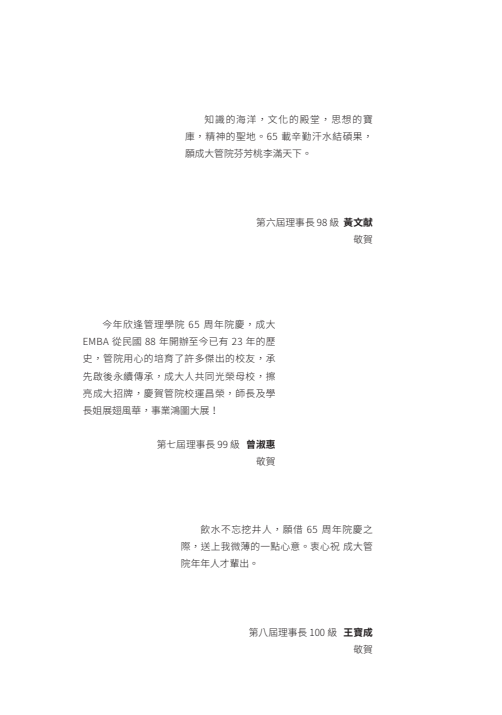 知識的海洋，文化的殿堂，思想的寶
庫，精神的聖地。65 載辛勤汗水結碩果，
願成大管院芬芳桃李滿天下。
第六屆理事長 98 級 黃文献
敬賀
今年欣逢管理學院 65 周年院慶，成大
EMBA 從民國 88 年開辦至今已有 23 年的歷
史，管院用心的培育了許多傑出的校友，承
先啟後永續傳承，成大人共同光榮母校，擦
亮成大招牌，慶賀管院校運昌榮，師長及學
長姐展翅風華，事業鴻圖大展！
第七屆理事長 99 級 曾淑惠
敬賀
飲水不忘挖井人，願借 65 周年院慶之
際，送上我微薄的一點心意。衷心祝 成大管
院年年人才輩出。
第八屆理事長 100 級 王寶成
敬賀